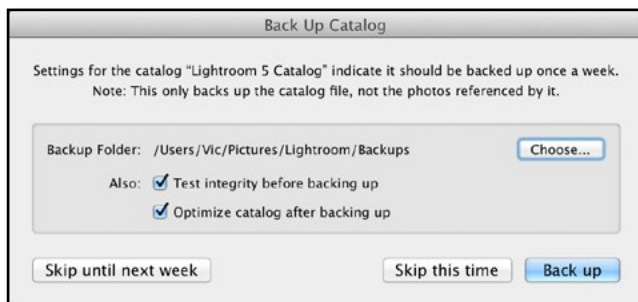 Back Up Catalog
Settings for the catalog “Lightroom 5 Catalog” indicate it should be backed up once a week.
Note: This only backs up the catalog file, not the photos referenced by it.
Backup Folder: /Users/Vic/Pictures/Lightroom/Backups Choose...
Also: Test integrity before backing up
Optimize catalog after backing up
Skip until next week Skip this time Back up